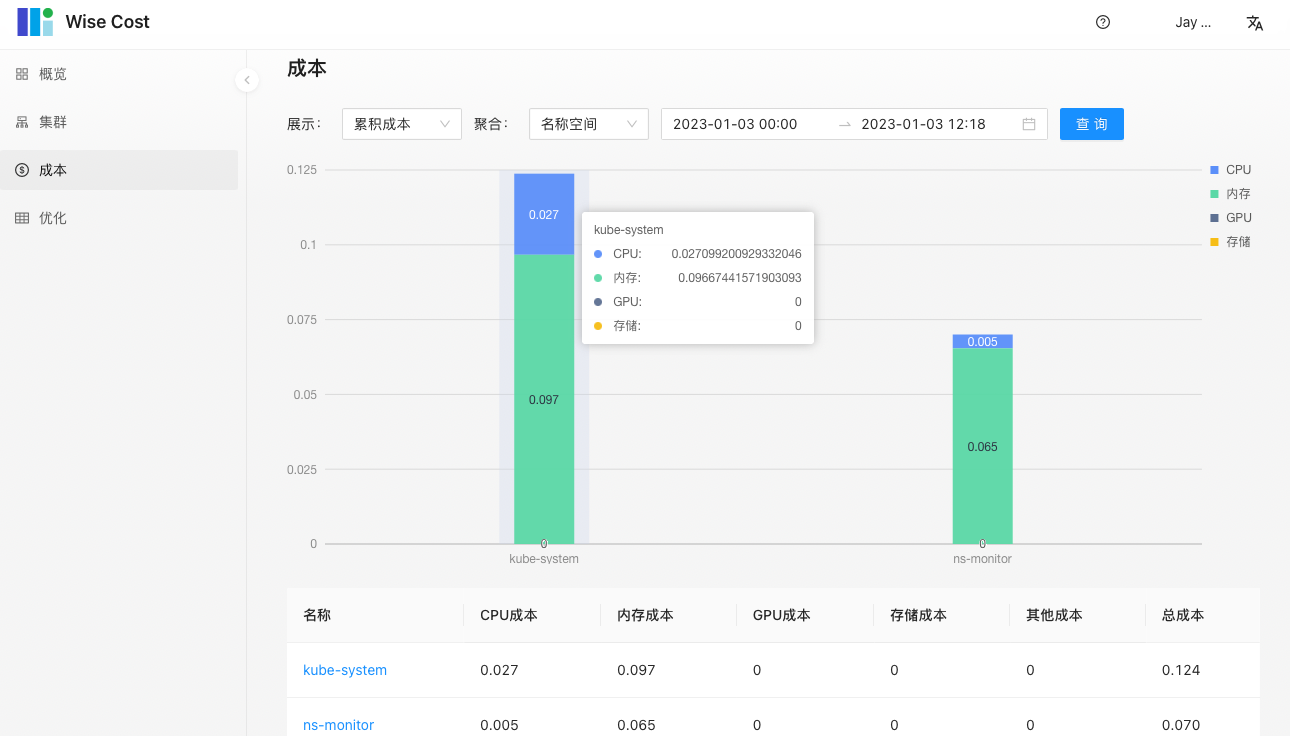 Wise Cost
Jay ...
概览
集群
成本
优化
成本
展示： 累积成本 聚合： 名称空间 2023-01-03 00:00 2023-01-03 12:18 查 询
0.125
0.1
0.075
0.05
0.025
0
CPU
内存
GPU
存储
0.027
0.097
0
kube-system
kube-system
CPU: 0.027099200929332046
内存: 0.09667441571903093
GPU: 0
存储: 0
0.005
0.065
0
ns-monitor
名称 CPU成本 内存成本 GPU成本 存储成本 其他成本 总成本
kube-system 0.027 0.097 0 0 0 0.124
ns-monitor 0.005 0.065 0 0 0 0.070